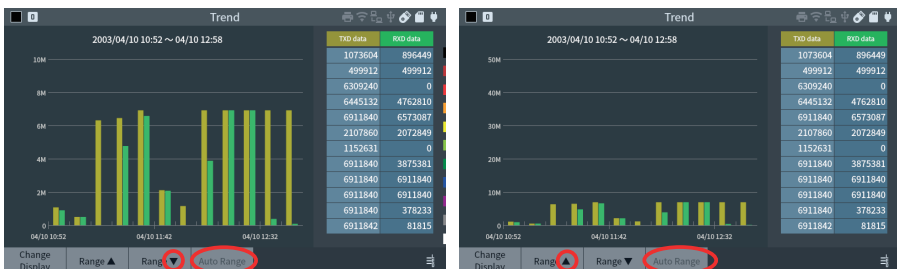 0 Trend
2003/04/10 10:52 ～ 04/10 12:58
10M
8M
6M
4M
2M
0
04/10 10:52 04/10 11:42 04/10 12:32
TXD data RXD data
1073604 896449
499912 499912
6309240 0
6445132 4762810
6911840 6573087
2107860 2072849
1152631 0
6911840 3875381
6911840 6911840
6911840 6911840
6911840 378233
6911842 81815
Change Display Range ▲ Range ▼ Auto Range
0 Trend
2003/04/10 10:52 ～ 04/10 12:58
50M
40M
30M
20M
10M
0
04/10 10:52 04/10 11:42 04/10 12:32
TXD data RXD data
1073604 896449
499912 499912
6309240 0
6445132 4762810
6911840 6573087
2107860 2072849
1152631 0
6911840 3875381
6911840 6911840
6911840 6911840
6911840 378233
6911842 81815
Change Display Range ▲ Range ▼ Auto Range